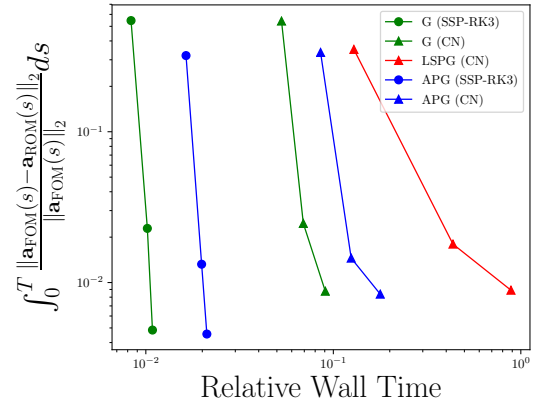 G (SSP-RK3)
G (CN)
LSPG (CN)
APG (SSP-RK3)
APG (CN)
∫₀ᵀ ||a_FOM(s)−a_ROM(s)||₂ / ||a_FOM(s)||₂ ds
10⁻¹
10⁻²
10⁻² 10⁻¹ 10⁰
Relative Wall Time